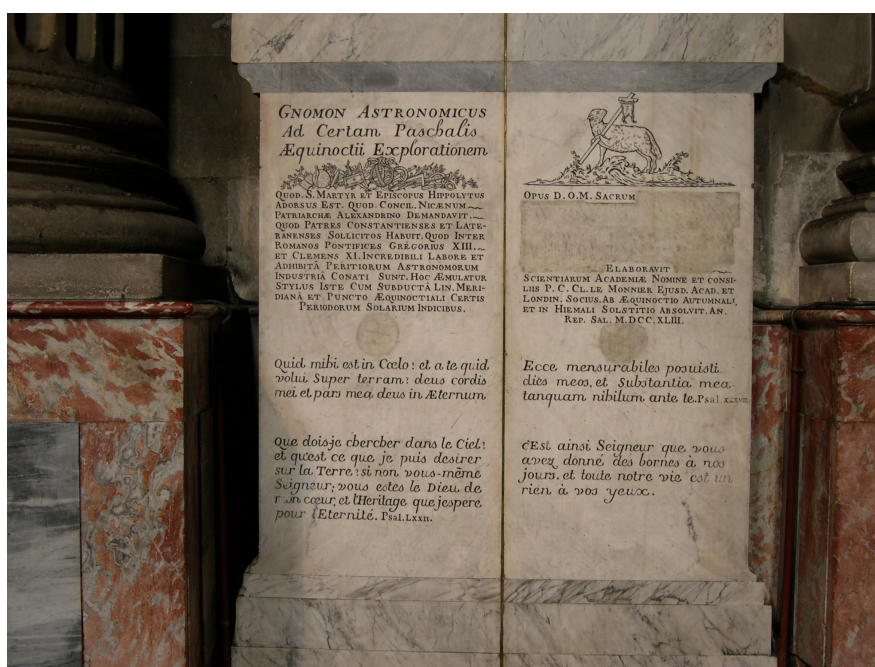 GNOMON ASTRONOMICUS
Ad Certam Paschalis
Æquinoctii Explorationem
QUOD. S. MARTYR ET EPISCOPUS HIPPOLYTUS
ADORSUS EST. QUOD. CONCIL. NICÆNUM
PATRIARCHÆ ALEXANDRINO DEMANDAVIT.
QUOD PATRES CONSTANTIENSES ET LATE-
RANENSES SOLLICITOS HABUIT. QUOD INTER
ROMANOS PONTIFICES GRÉGORIUS XIII.
ET CLEMENS XI. INCREDIBILI LABORE ET
ADHIBITÂ PERITIORUM ASTRONOMORUM
INDUSTRIÂ CONATI SUNT. HOC ÆMULATUR
STYLUS ISTE CUM SUBDUCTÂ LIN. MERI-
DIANÂ ET PUNCTO ÆQUINOCTIALI CERTIS
PERIODORUM SOLARIUM INDICIBUS.
Quid mihi est in Cœlo? et a te quid
volui Super terram? deus cordis
mei et pars mea deus in Æternum
Que dois-je chercher dans le Ciel?
et qu'est ce que je puis desirer
sur la Terre? si non vous-même
Seigneur; vous estes le Dieu de
mon cœur, et l'Heritage que j'espere
pour l'Eternité. Psal. LXXII.
OPUS D. O. M. SACRUM
ELABORAVIT
SCIENTIARUM ACADEMIÆ NOMINE ET CONSI-
LIIS P. C. CL. LE MONNIER EJUSD. ACAD. ET
LONDIN. SOCIUS. AB ÆQUINOCTIO AUTUMNALI,
ET IN HIEMALI SOLSTITIO ABSOLVIT. AN.
REP. SAL. M. DCC. XLIII.
Ecce mensurabiles posuisti
dies meos, et Substantia mea
tanquam nihilum ante te. Psal.
C'Est ainsi Seigneur que vous
avez donné, des bornes à nos
jours. et toute notre vie est un
rien à vos yeux.